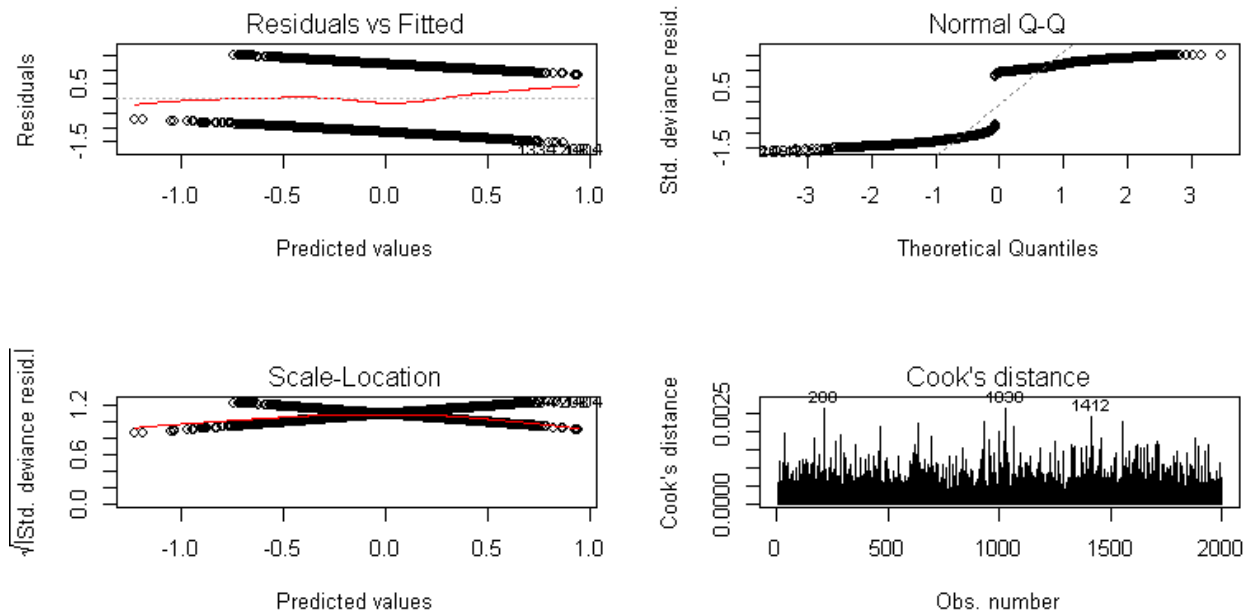 Residuals vs Fitted
Residuals
0.5
-1.5
-1.0
-0.5
0.0
0.5
1.0
Predicted values
Normal Q-Q
Std. deviance resid.
0.5
-1.5
-3
-2
-1
0
1
2
3
Theoretical Quantiles
Scale-Location
√|Std. deviance resid.|
1.2
0.6
0.0
-1.0
-0.5
0.0
0.5
1.0
Predicted values
Cook's distance
Cook's distance
0.0025
0.0000
200
1030
1412
0
500
1000
1500
2000
Obs. number